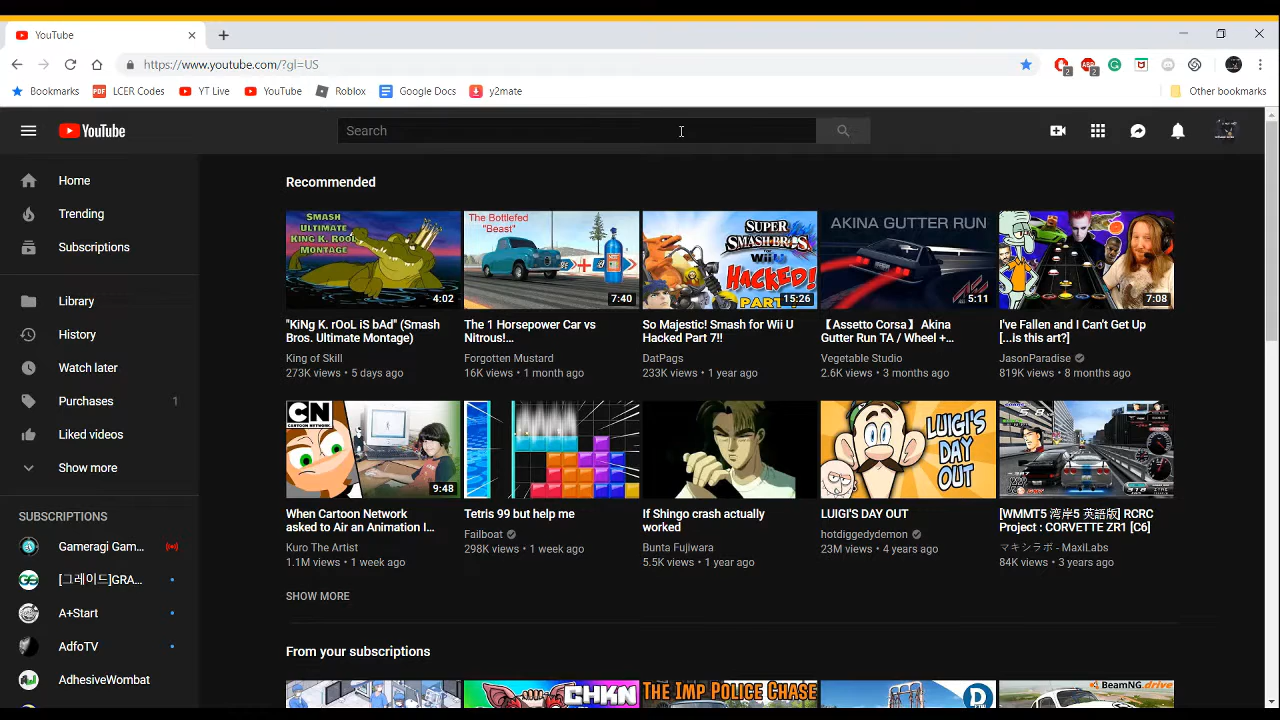 YouTube
https://www.youtube.com/?gl=US
2
2
Bookmarks
LCER Codes
YT Live
YouTube
Roblox
Google Docs
y2mate
Other bookmarks
YouTube
Search
Home
Trending
Subscriptions
Library
History
Watch later
Purchases 1
Liked videos
Show more
SUBSCRIPTIONS
Gameragi Gam...
[그레이드]GRA...
A+Start
AdfoTV
AdhesiveWombat
Recommended
SMASH
ULTIMATE
KING K. ROOL
MONTAGE
4:02
"KiNg K. rOoL iS bAd" (Smash
Bros. Ultimate Montage)
King of Skill
273K views • 5 days ago
The Bottlefed
"Beast"
7:40
The 1 Horsepower Car vs
Nitrous!...
Forgotten Mustard
16K views • 1 month ago
SUPER
SMASH BROS.
Wii U
HACKED!
PART
15:26
So Majestic! Smash for Wii U
Hacked Part 7!!
DatPags
233K views • 1 year ago
AKINA GUTTER RUN
5:11
【Assetto Corsa】 Akina
Gutter Run TA / Wheel +...
Vegetable Studio
2.6K views • 3 months ago
7:08
I've Fallen and I Can't Get Up
[...is this art?]
JasonParadise
819K views • 8 months ago
CN
CARTOON NETWORK
9:48
When Cartoon Network
asked to Air an Animation I...
Kuro The Artist
1.1M views • 1 week ago
Tetris 99 but help me
Failboat
298K views • 1 week ago
If Shingo crash actually
worked
Bunta Fujiwara
5.5K views • 1 year ago
LUIGI'S
DAY
OUT
LUIGI'S DAY OUT
hotdiggedydemon
23M views • 4 years ago
[WMMT5 湾岸5 英語版] RCRC
Project : CORVETTE ZR1 [C6]
マキシラボ - MaxiLabs
84K views • 3 years ago
SHOW MORE
From your subscriptions
CHKN
THE IMP POLICE CHASE
D
BeamNG.drive